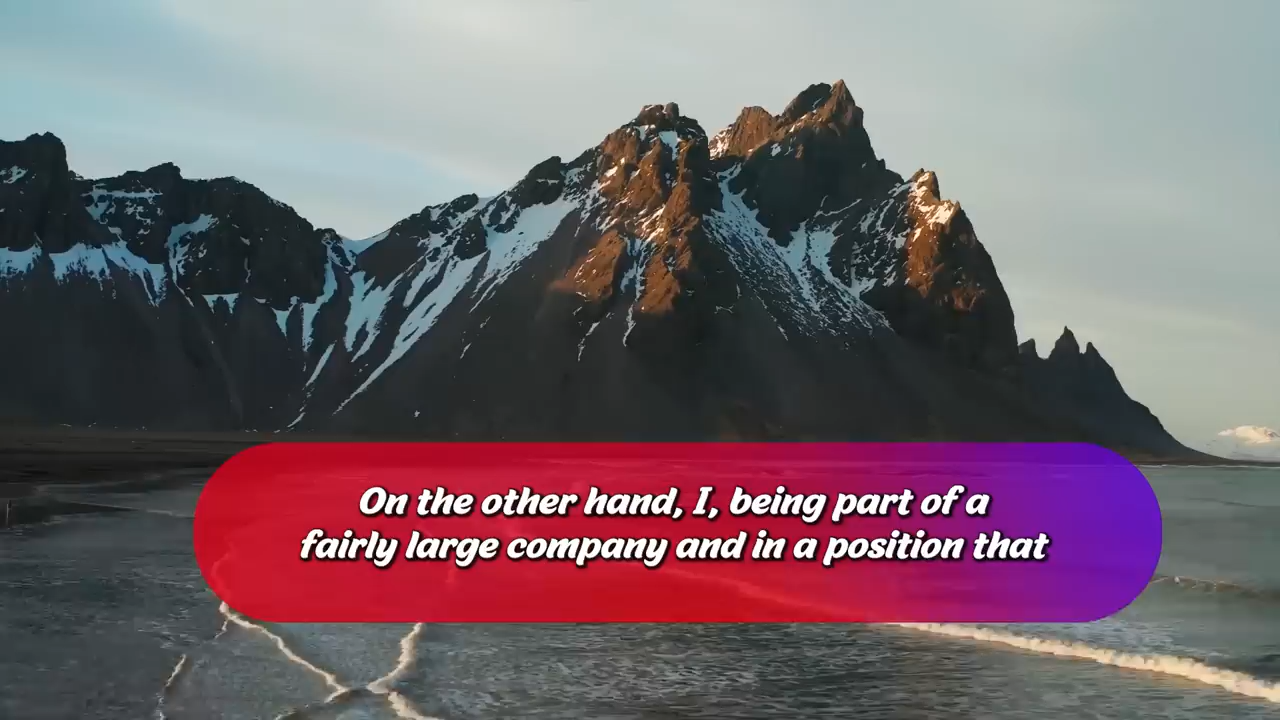 On the other hand, I, being part of a
fairly large company and in a position that